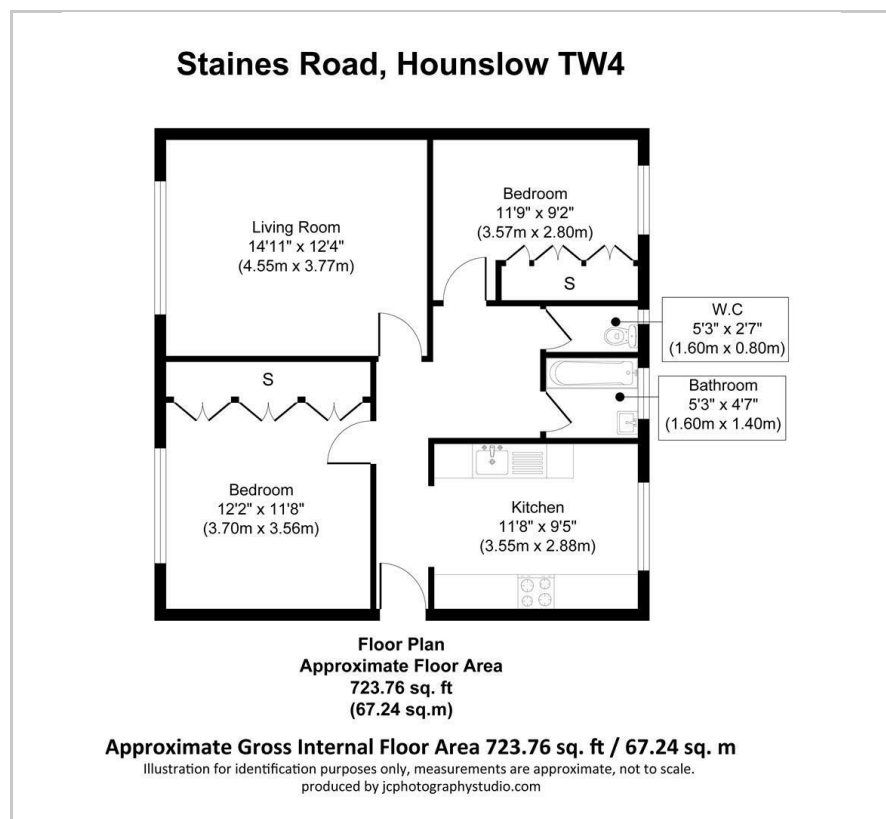 Staines Road, Hounslow TW4
Living Room
14'11" x 12'4"
(4.55m x 3.77m)
Bedroom
11'9" x 9'2"
(3.57m x 2.80m)
S
W.C
5'3" x 2'7"
(1.60m x 0.80m)
Bathroom
5'3" x 4'7"
(1.60m x 1.40m)
S
Bedroom
12'2" x 11'8"
(3.70m x 3.56m)
Kitchen
11'8" x 9'5"
(3.55m x 2.88m)
Floor Plan
Approximate Floor Area
723.76 sq. ft
(67.24 sq.m)
Approximate Gross Internal Floor Area 723.76 sq. ft / 67.24 sq. m
Illustration for identification purposes only, measurements are approximate, not to scale.
produced by jcphotographystudio.com